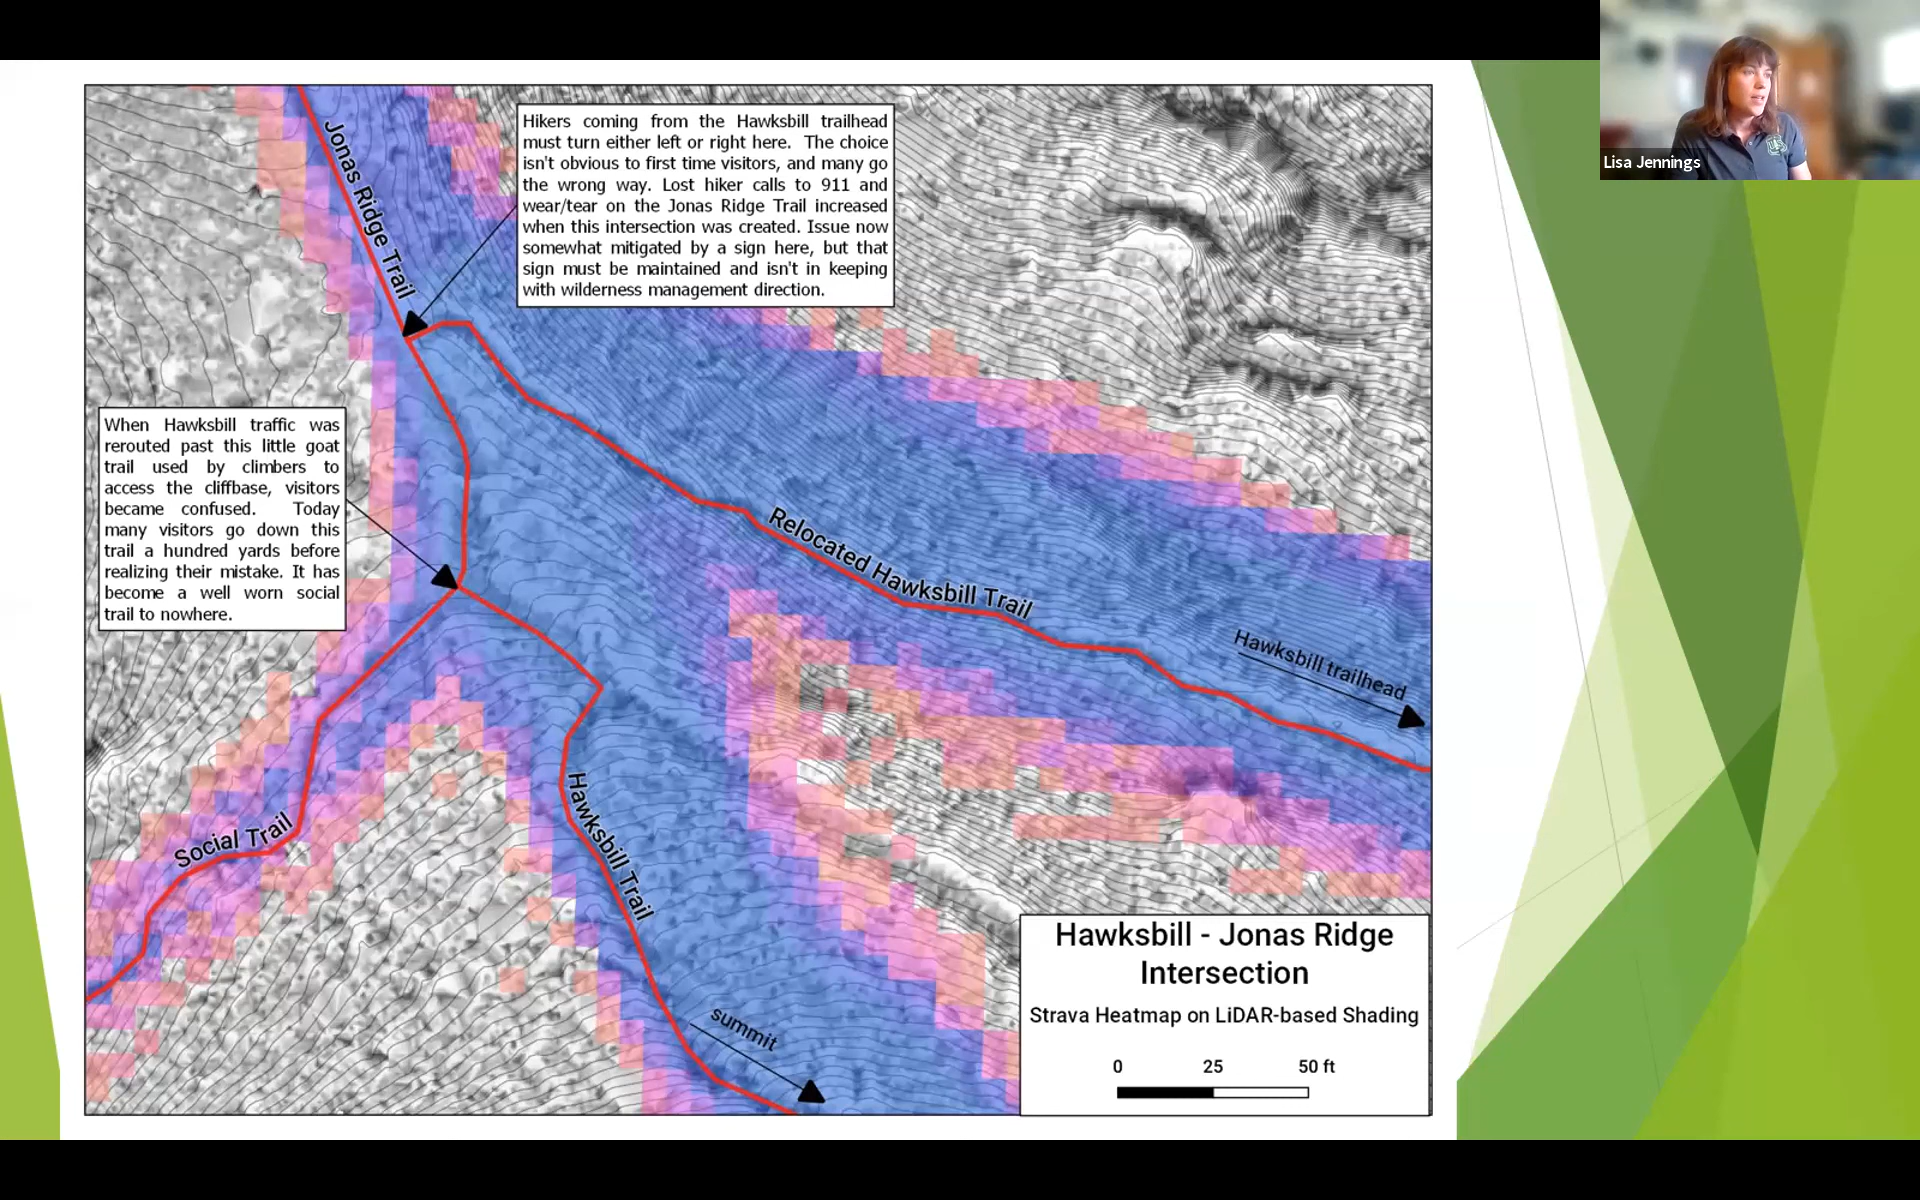 Hikers coming from the Hawksbill trailhead
must turn either left or right here. The choice
isn't obvious to first time visitors, and many go
the wrong way. Lost hiker calls to 911 and
wear/tear on the Jonas Ridge Trail increased
when this intersection was created. Issue now
somewhat mitigated by a sign here, but that
sign must be maintained and isn't in keeping
with wilderness management direction.
Lisa Jennings
Jonas Ridge Trail
When Hawksbill traffic was
rerouted past this little goat
trail used by climbers to
access the cliffbase, visitors
became confused. Today
many visitors go down this
trail a hundred yards before
realizing their mistake. It has
become a well worn social
trail to nowhere.
Relocated Hawksbill Trail
Hawksbill trailhead
Social Trail
Hawksbill Trail
summit
Hawksbill - Jonas Ridge
Intersection
Strava Heatmap on LiDAR-based Shading
0 25 50 ft